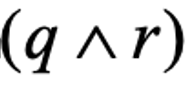 (q ∧ r)